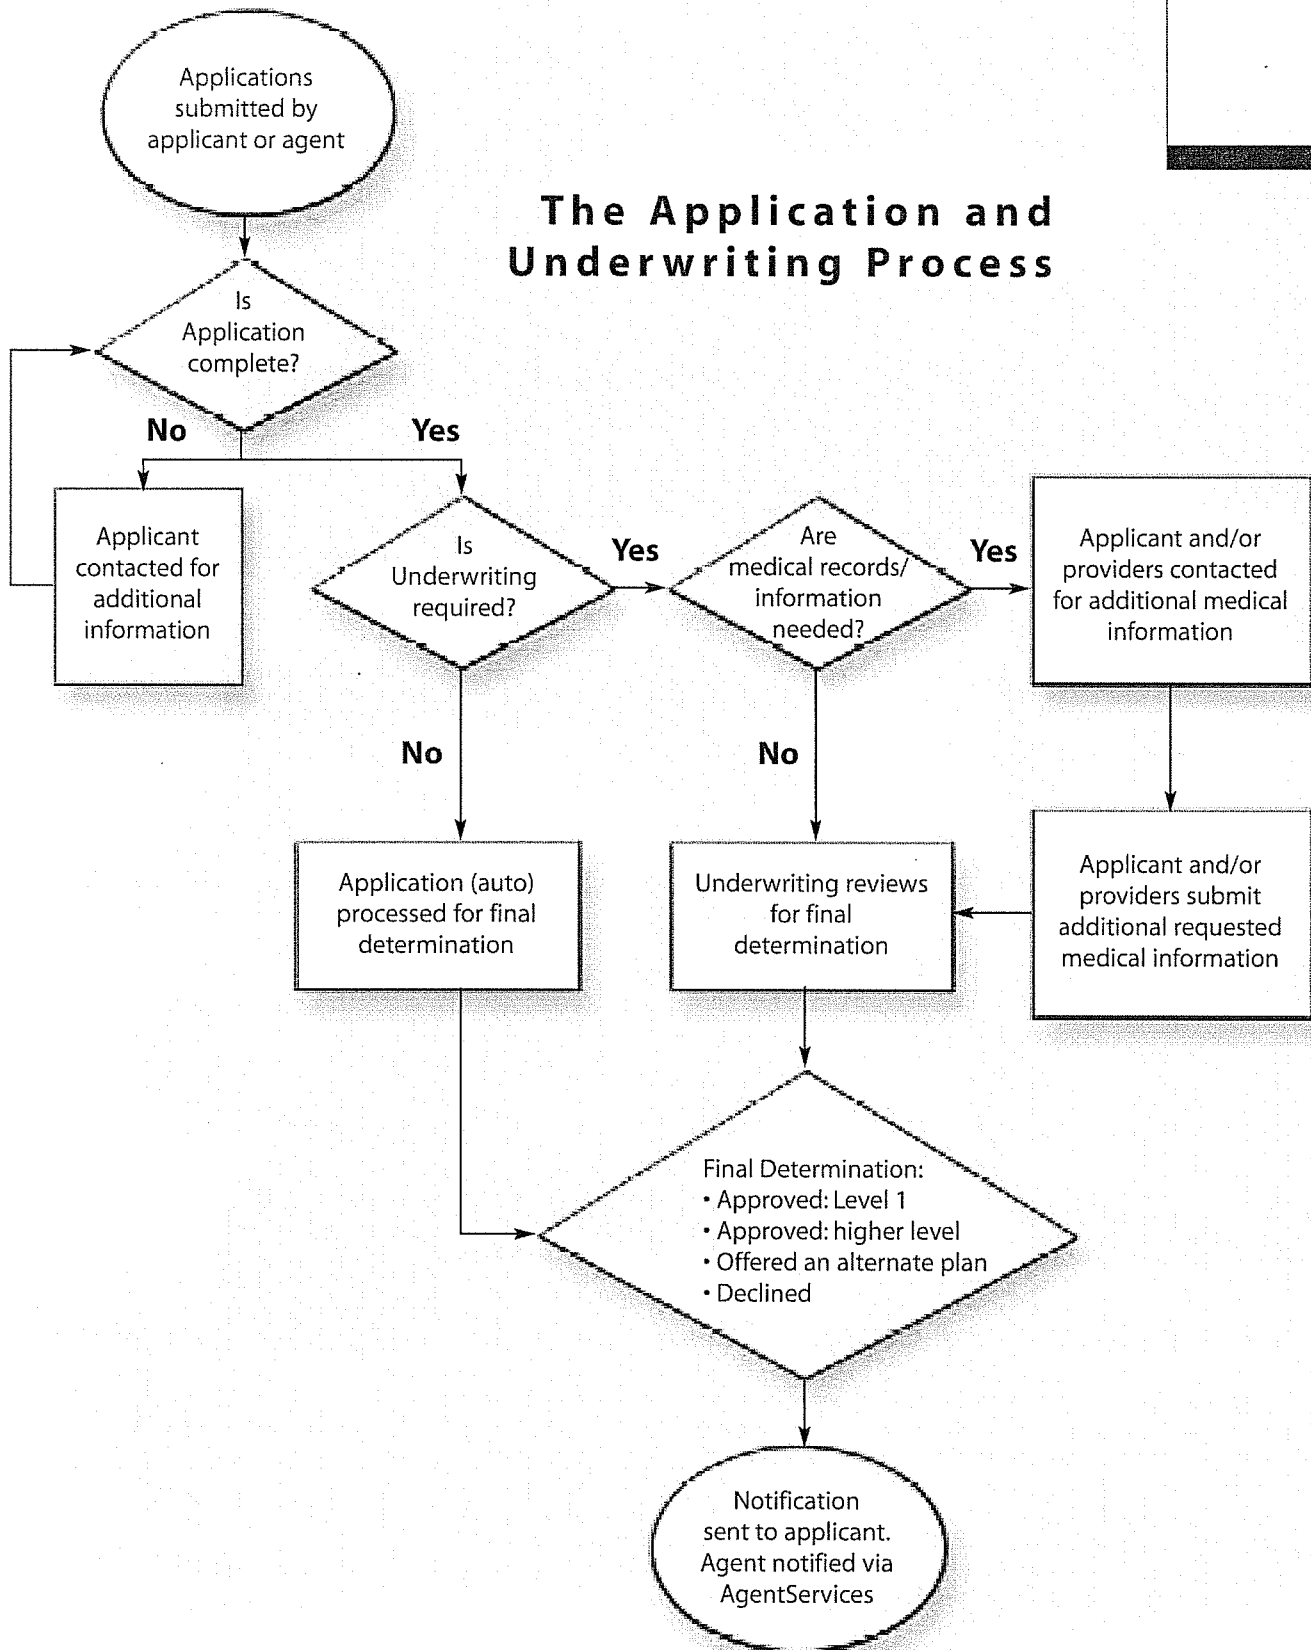 Applications
submitted by
applicant or agent
The Application and
Underwriting Process
Is
Application
complete?
No
Yes
Applicant
contacted for
additional
information
Is
Underwriting
required?
Yes
Are
medical records/
information
needed?
Yes
Applicant and/or
providers contacted
for additional medical
information
No
No
Application (auto)
processed for final
determination
Underwriting reviews
for final
determination
Applicant and/or
providers submit
additional requested
medical information
Final Determination:
• Approved: Level 1
• Approved: higher level
• Offered an alternate plan
• Declined
Notification
sent to applicant.
Agent notified via
AgentServices